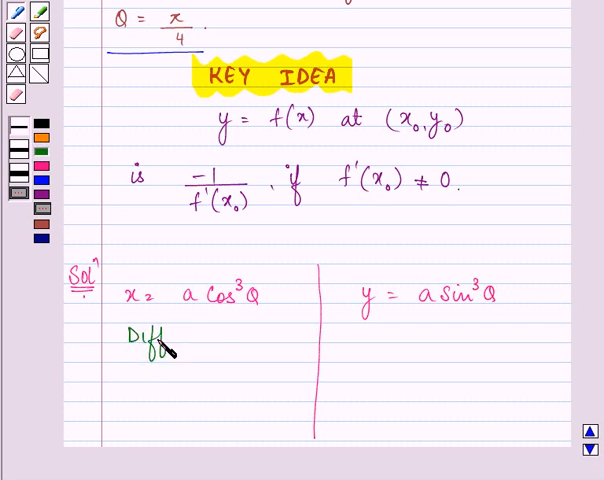 Q = x/4 .
KEY IDEA
y = f(x) at (x₀, y₀)
is -1/f'(x₀) , if f'(x₀) ≠ 0.
Solⁿ
x = a Cos³Q
y = a Sin³Q
Diff